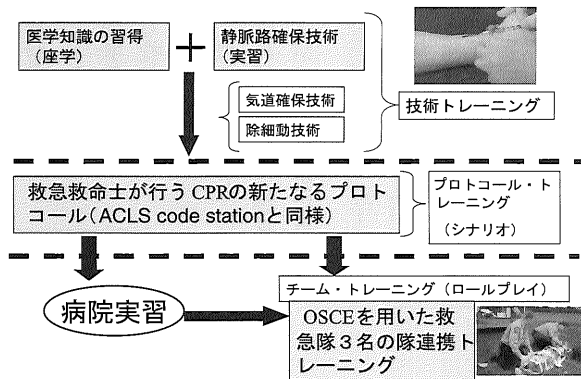 医学知識の習得
(座学)
+
静脈路確保技術
(実習)
気道確保技術
除細動技術
技術トレーニング
救急救命士が行う CPRの新たなるプロト
コール(ACLS code stationと同様)
プロトコール・ト
レーニング
(シナリオ)
病院実習
チーム・トレーニング(ロールプレイ)
OSCEを用いた救
急隊3名の隊連携ト
レーニング